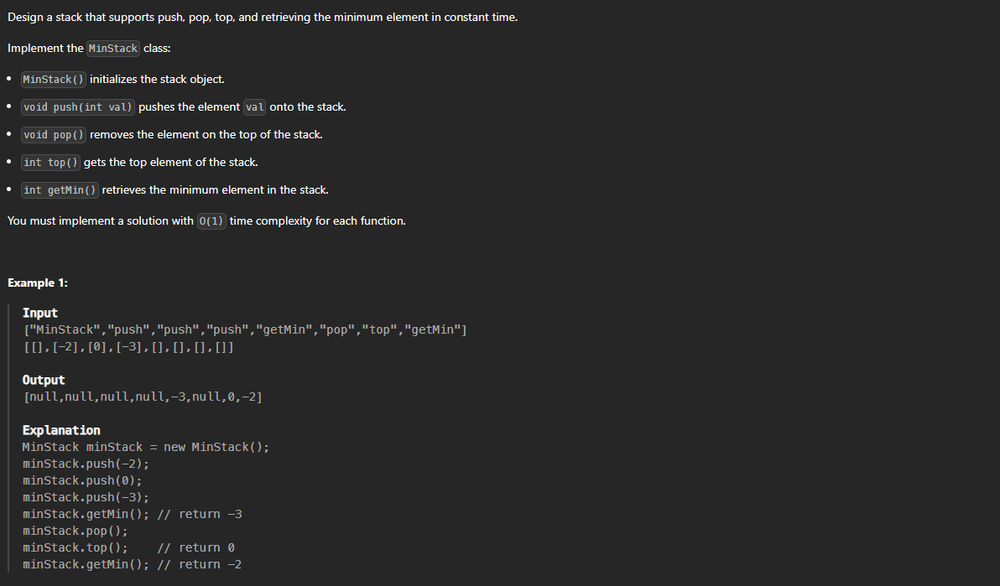 Design a stack that supports push, pop, top, and retrieving the minimum element in constant time.
Implement the MinStack class:
• MinStack() initializes the stack object.
• void push(int val) pushes the element val onto the stack.
• void pop() removes the element on the top of the stack.
• int top() gets the top element of the stack.
• int getMin() retrieves the minimum element in the stack.
You must implement a solution with O(1) time complexity for each function.
Example 1:
Input
["MinStack","push","push","push","getMin","pop","top","getMin"]
[[],[-2],[0],[-3],[],[],[],[]]
Output
[null,null,null,null,-3,null,0,-2]
Explanation
MinStack minStack = new MinStack();
minStack.push(-2);
minStack.push(0);
minStack.push(-3);
minStack.getMin(); // return -3
minStack.pop();
minStack.top();    // return 0
minStack.getMin(); // return -2